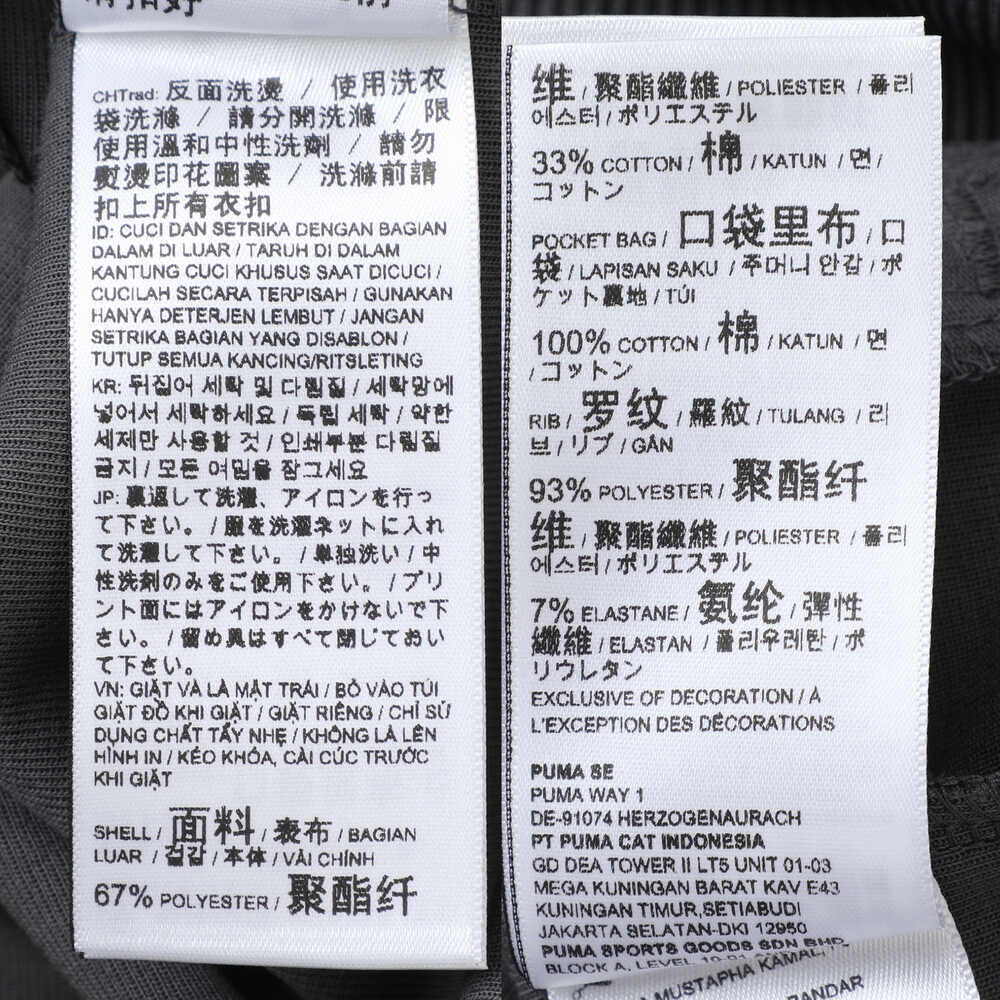 CHTrad: 反面洗燙 / 使用洗衣
袋洗滌 / 請分開洗滌 / 限
使用溫和中性洗劑 / 請勿
熨燙印花圖案 / 洗滌前請
扣上所有衣扣
ID: CUCI DAN SETRIKA DENGAN BAGIAN
DALAM DI LUAR / TARUH DI DALAM
KANTUNG CUCI KHUSUS SAAT DICUCI /
CUCILAH SECARA TERPISAH / GUNAKAN
HANYA DETERJEN LEMBUT / JANGAN
SETRIKA BAGIAN YANG DISABLON /
TUTUP SEMUA KANCING/RITSLETING
KR: 뒤집어 세탁 및 다림질 / 세탁망에
넣어서 세탁하세요 / 독립 세탁 / 약한
세제만 사용할 것 / 인쇄부분 다림질
금지 / 모든 여밈을 잠그세요
JP: 裏返して洗濯、アイロンを行っ
て下さい。 / 服を洗濯ネットに入れ
て洗濯して下さい。 / 単独洗い / 中
性洗剤のみをご使用下さい。 / プリ
ント面にはアイロンをかけないで下
さい。 / 留め具はすべて閉じておい
て下さい。
VN: GIẶT VÀ LÀ MẶT TRÁI / BỎ VÀO TÚI
GIẶT ĐỒ KHI GIẶT / GIẶT RIÊNG / CHỈ SỬ
DỤNG CHẤT TẨY NHẸ / KHÔNG LÀ LÊN
HÌNH IN / KÉO KHÓA, CÀI CÚC TRƯỚC
KHI GIẶT
SHELL / 面料 / 表布 / BAGIAN
LUAR / 겉감 / 本体 / VẢI CHÍNH
67% POLYESTER / 聚酯纤
维 / 聚酯纖維 / POLIESTER / 폴리
에스터 / ポリエステル
33% COTTON / 棉 / KATUN / 면 /
コットン
POCKET BAG / 口袋里布 / 口
袋 / LAPISAN SAKU / 주머니 안감 / ポ
ケット裏地 / TÚI
100% COTTON / 棉 / KATUN / 면
/ コットン
RIB / 罗纹 / 羅紋 / TULANG / 리
브 / リブ / GÂN
93% POLYESTER / 聚酯纤
维 / 聚酯纖維 / POLIESTER / 폴리
에스터 / ポリエステル
7% ELASTANE / 氨纶 / 彈性
纖維 / ELASTAN / 폴리우레탄 / ポ
リウレタン
EXCLUSIVE OF DECORATION / À
L'EXCEPTION DES DÉCORATIONS
PUMA SE
PUMA WAY 1
DE-91074 HERZOGENAURACH
PT PUMA CAT INDONESIA
GD DEA TOWER II LT5 UNIT 01-03
MEGA KUNINGAN BARAT KAV E43
KUNINGAN TIMUR,SETIABUDI
JAKARTA SELATAN-DKI 12950
PUMA SPORTS GOODS SDN BHD.
BLOCK A, LEVEL
MUSTAPHA KAMAL,
BANDAR